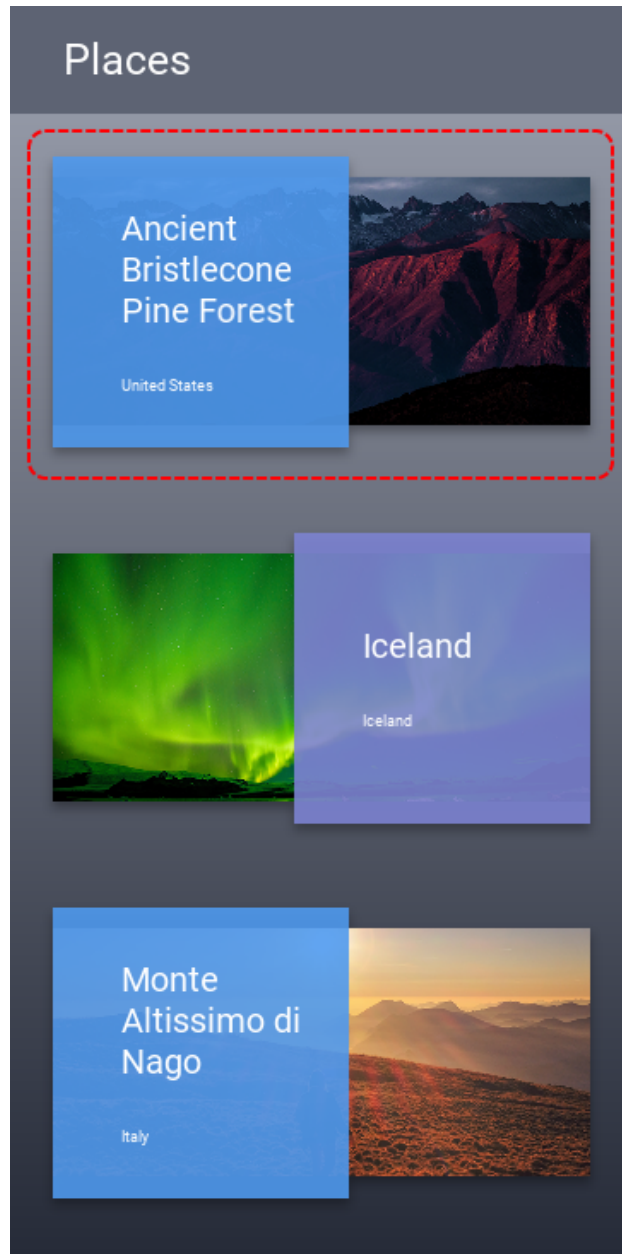 Places
Ancient
Bristlecone
Pine Forest
United States
Iceland
Iceland
Monte
Altissimo di
Nago
Italy